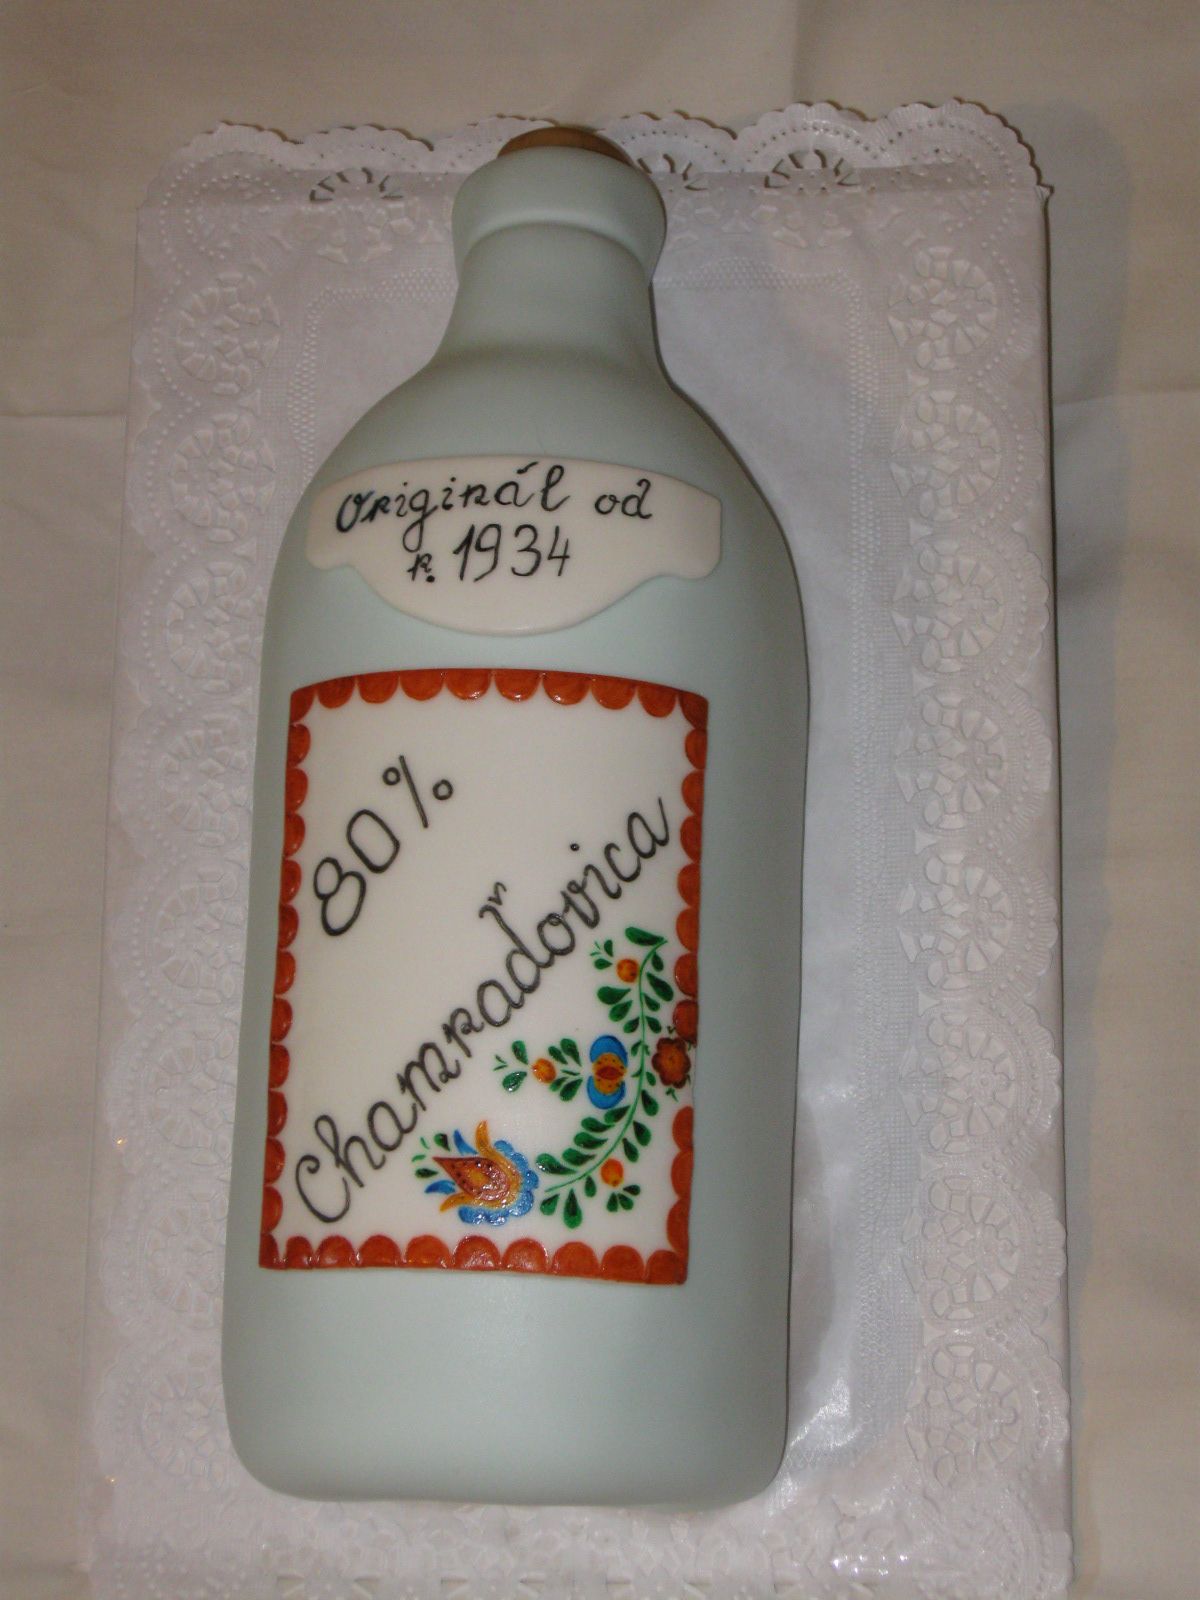 Originál od
r. 1934
80%
Chamraďovica